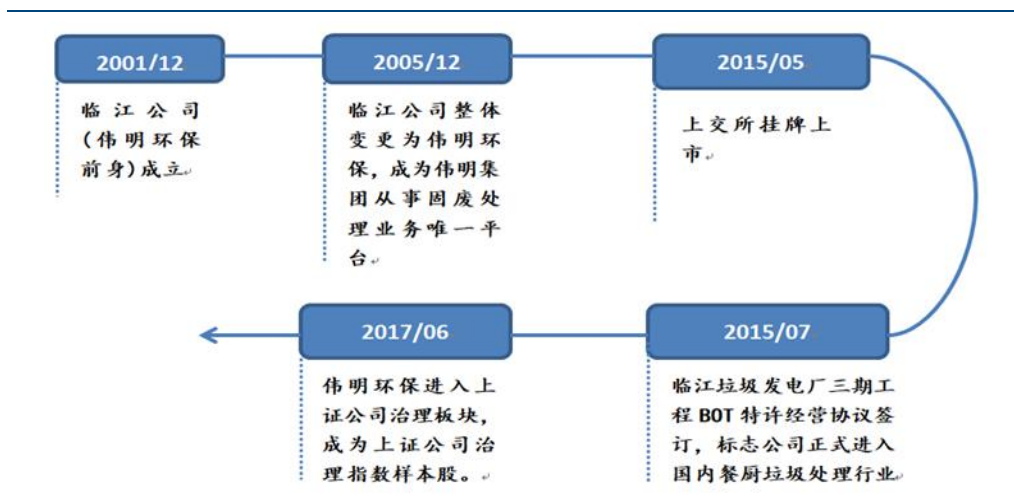 2001/12
临江公司
(伟明环保
前身)成立
2005/12
临江公司整体
变更为伟明环
保，成为伟明集
团从事固废处
理业务唯一平
台
2015/05
上交所挂牌上
市
2015/07
临江垃圾发电厂三期工
程 BOT 特许经营协议签
订，标志公司正式进入
国内餐厨垃圾处理行业
2017/06
伟明环保进入上
证公司治理板块，
成为上证公司治
理指数样本股。